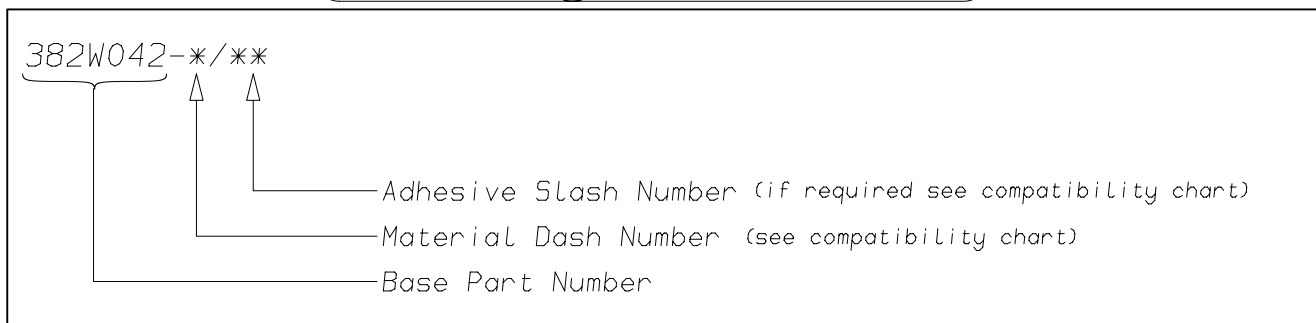 382W042-*/**
Adhesive Slash Number (if required see compatibility chart)
Material Dash Number (see compatibility chart)
Base Part Number